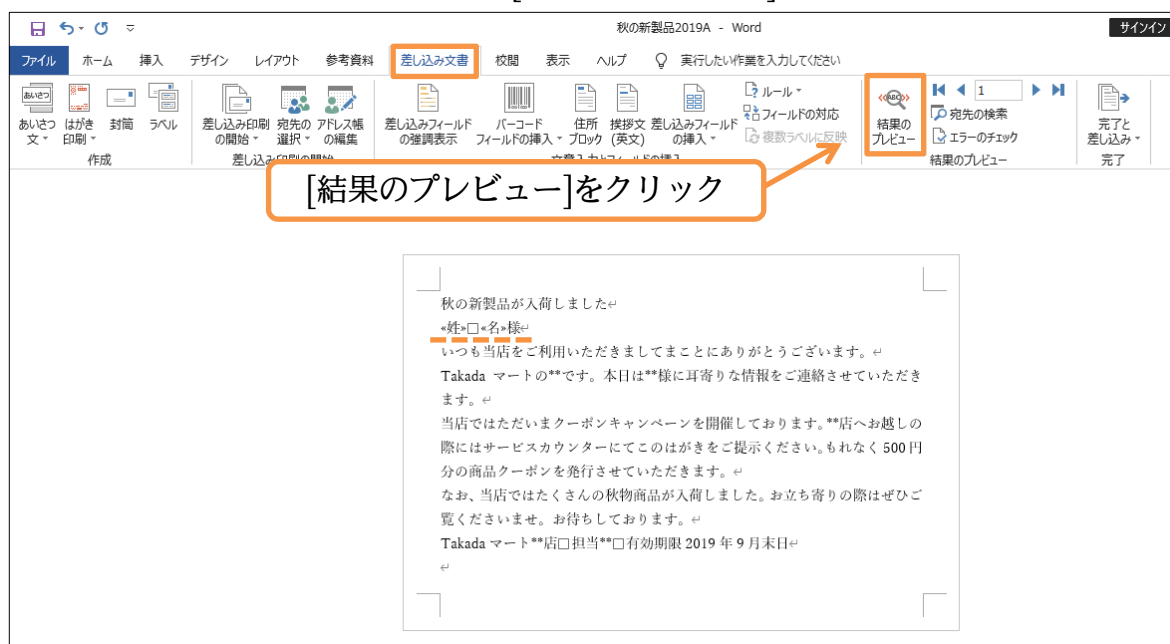 秋の新製品2019A - Word
サインイン
ファイル ホーム 挿入 デザイン レイアウト 参考資料 差し込み文書 校閲 表示 ヘルプ 実行したい作業を入力してください
あいさつ文 はがき印刷 封筒 ラベル
作成
差し込み印刷の開始 宛先の選択 アドレス帳の編集
差し込みフィールドの強調表示 バーコードフィールドの挿入 住所ブロック 挨拶文(英文) 差し込みフィールドの挿入
ルール
フィールドの対応
複数ラベルに反映
«ABC»
結果のプレビュー
1
宛先の検索
エラーのチェック
結果のプレビュー
完了と差し込み
完了
[結果のプレビュー]をクリック
秋の新製品が入荷しました↵
«姓»□«名»様↵
いつも当店をご利用いただきましてまことにありがとうございます。↵
Takada マートの**です。本日は**様に耳寄りな情報をご連絡させていただき
ます。↵
当店ではただいまクーポンキャンペーンを開催しております。**店へお越しの
際にはサービスカウンターにてこのはがきをご提示ください。もれなく 500 円
分の商品クーポンを発行させていただきます。↵
なお、当店ではたくさんの秋物商品が入荷しました。お立ち寄りの際はぜひご
覧くださいませ。お待ちしております。↵
Takada マート**店□担当**□有効期限 2019 年 9 月末日↵
↵